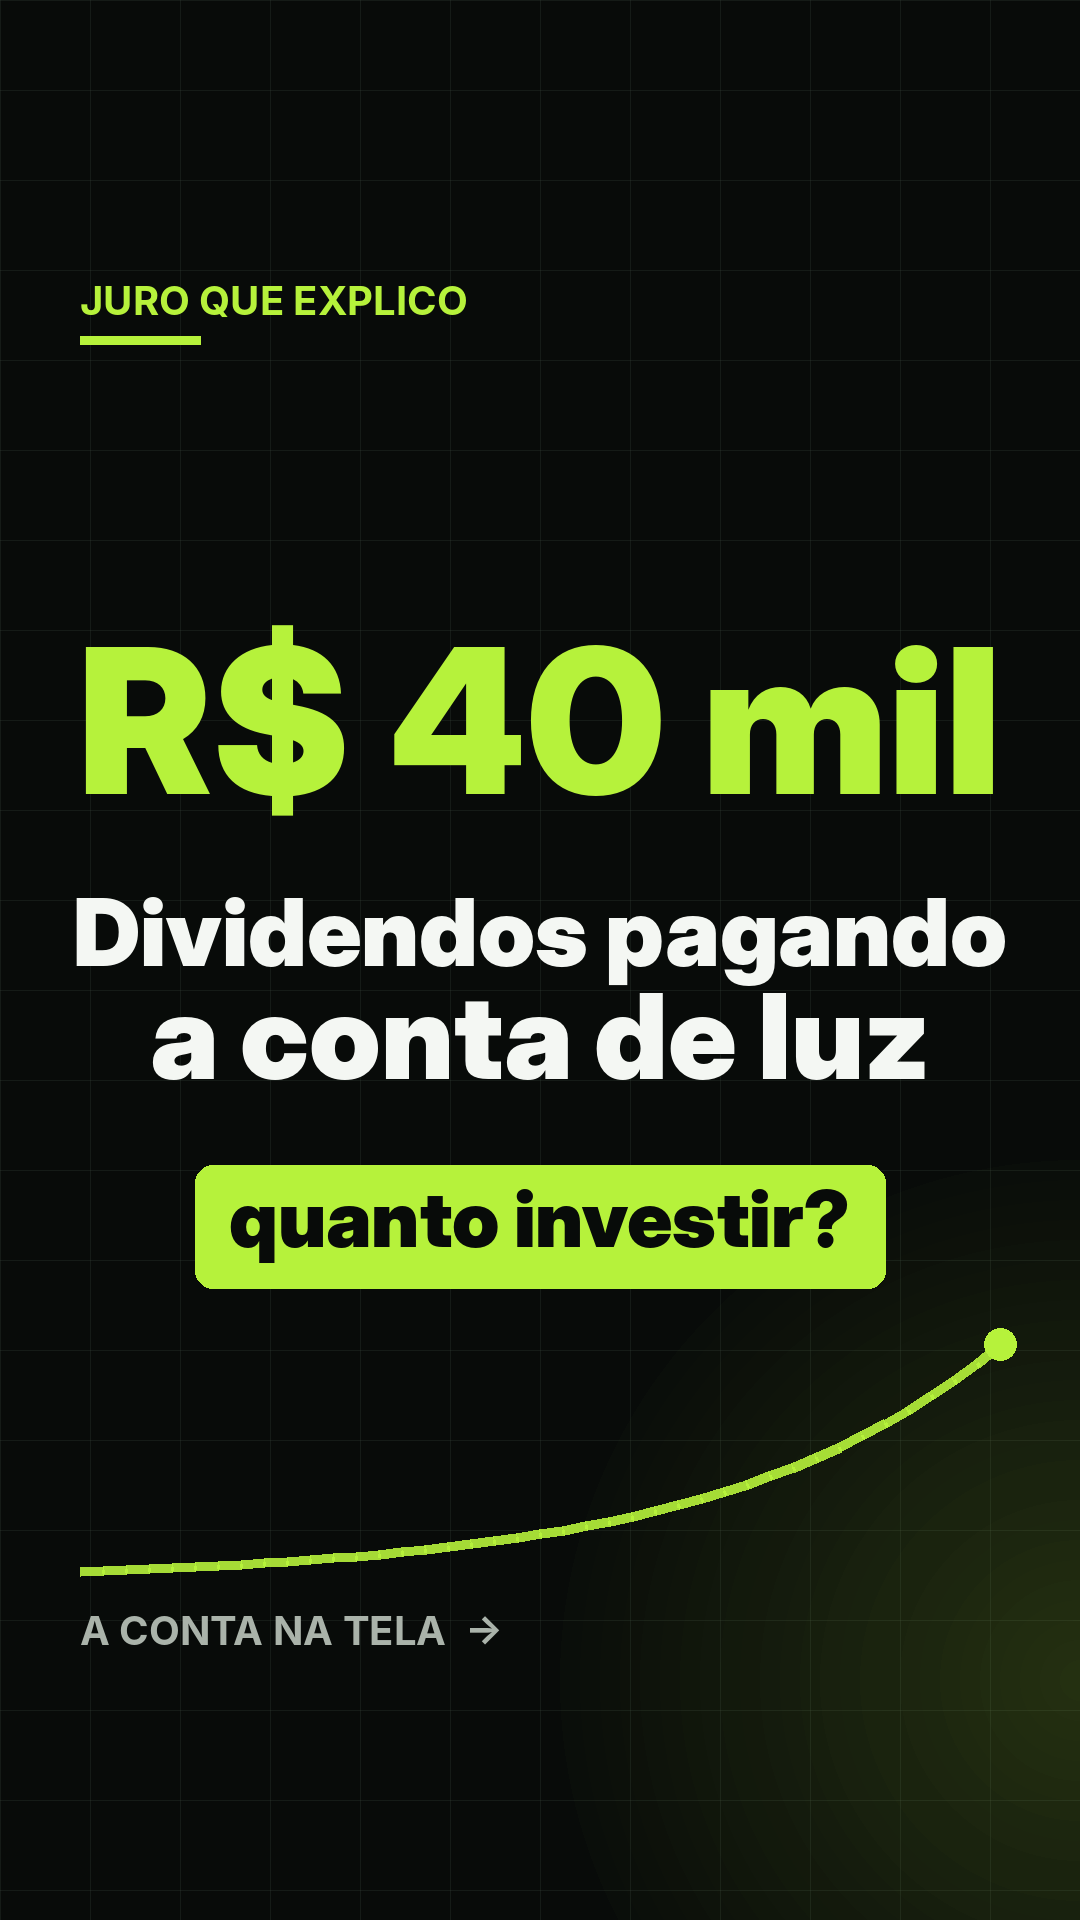 JURO QUE EXPLICO
R$ 40 mil
Dividendos pagando
a conta de luz
quanto investir?
A CONTA NA TELA →